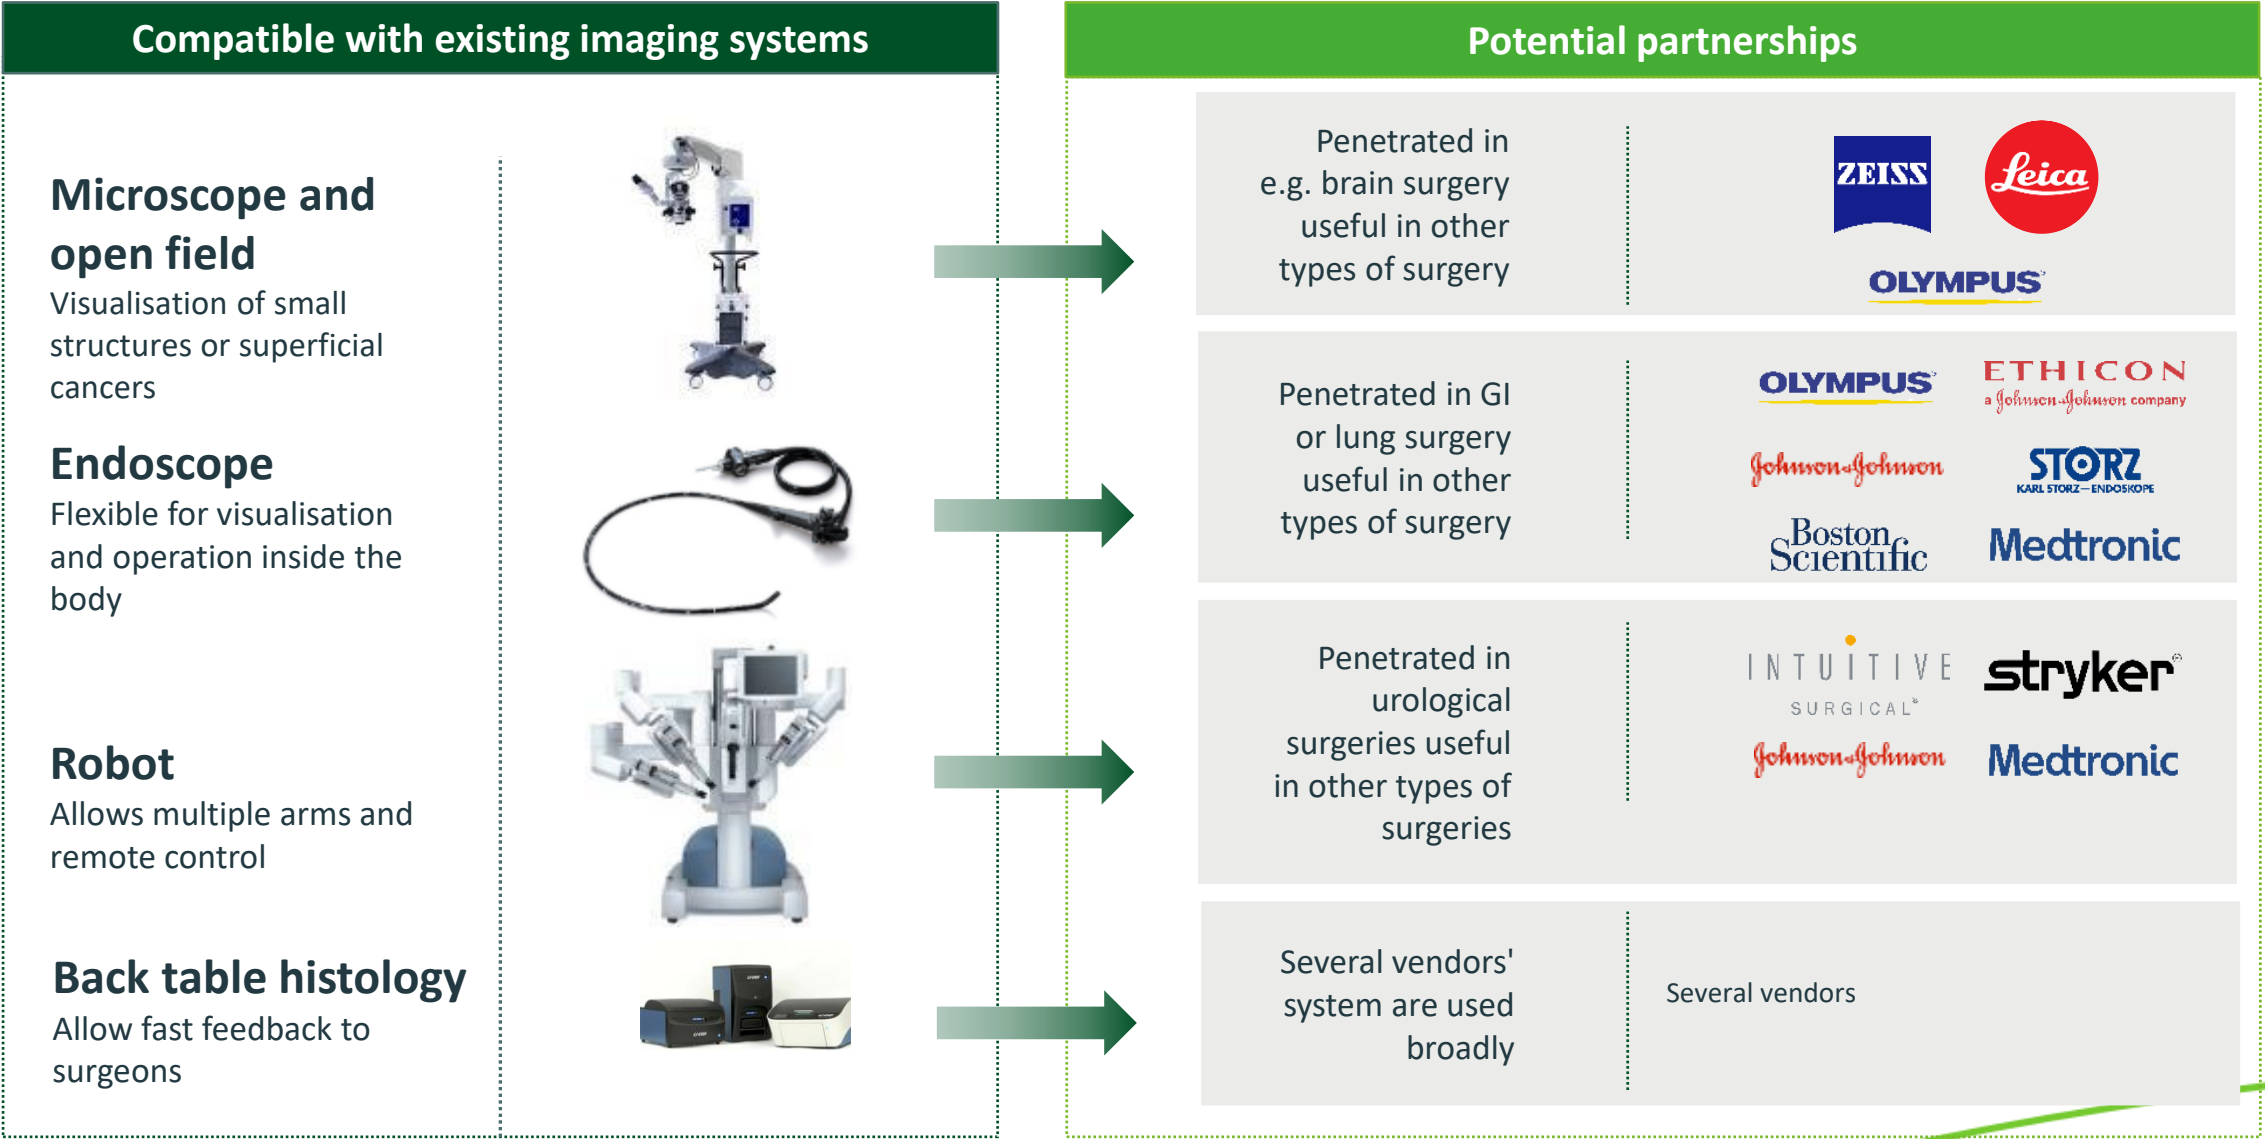 Compatible with existing imaging systems
Potential partnerships
Microscope and
open field
Visualisation of small
structures or superficial
cancers
Penetrated in
e.g. brain surgery
useful in other
types of surgery
ZEISS
Leica
OLYMPUS
Endoscope
Flexible for visualisation
and operation inside the
body
Penetrated in GI
or lung surgery
useful in other
types of surgery
OLYMPUS
ETHICON
a Johnson & Johnson company
Johnson & Johnson
STORZ
KARL STORZ—ENDOSKOPE
Boston
Scientific
Medtronic
Robot
Allows multiple arms and
remote control
Penetrated in
urological
surgeries useful
in other types of
surgeries
INTUITIVE
SURGICAL®
stryker®
Johnson & Johnson
Medtronic
Back table histology
Allow fast feedback to
surgeons
Several vendors'
system are used
broadly
Several vendors